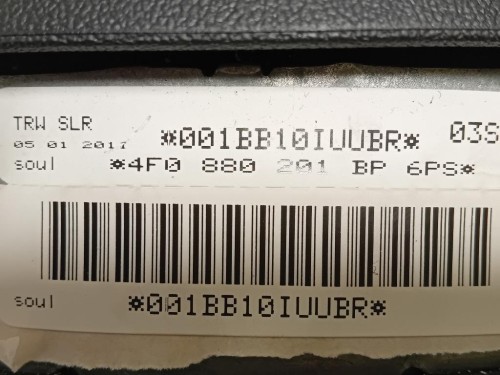 TRW SLR
05 01 2017 *001BB10IUUBR* 03S
soul *4F0 880 201 BP 6PS*
soul *001BB10IUUBR*